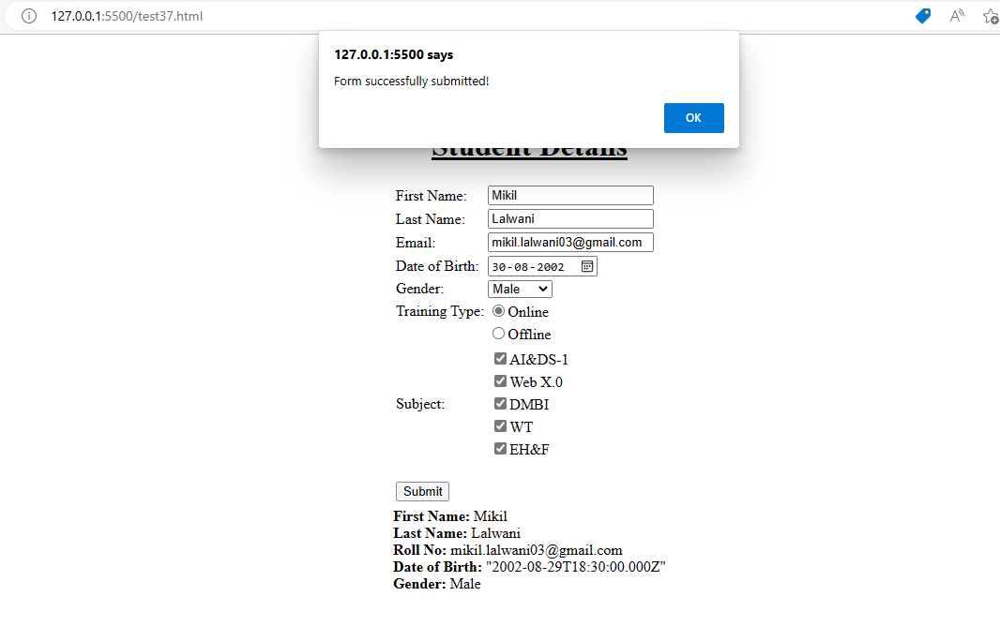 127.0.0.1:5500/test37.html
127.0.0.1:5500 says
Form successfully submitted!
OK
Student Details
First Name: Mikil
Last Name: Lalwani
Email: mikil.lalwani03@gmail.com
Date of Birth: 30-08-2002
Gender: Male
Training Type: Online
Offline
AI&DS-1
Web X.0
Subject: DMBI
WT
EH&F
Submit
First Name: Mikil
Last Name: Lalwani
Roll No: mikil.lalwani03@gmail.com
Date of Birth: "2002-08-29T18:30:00.000Z"
Gender: Male